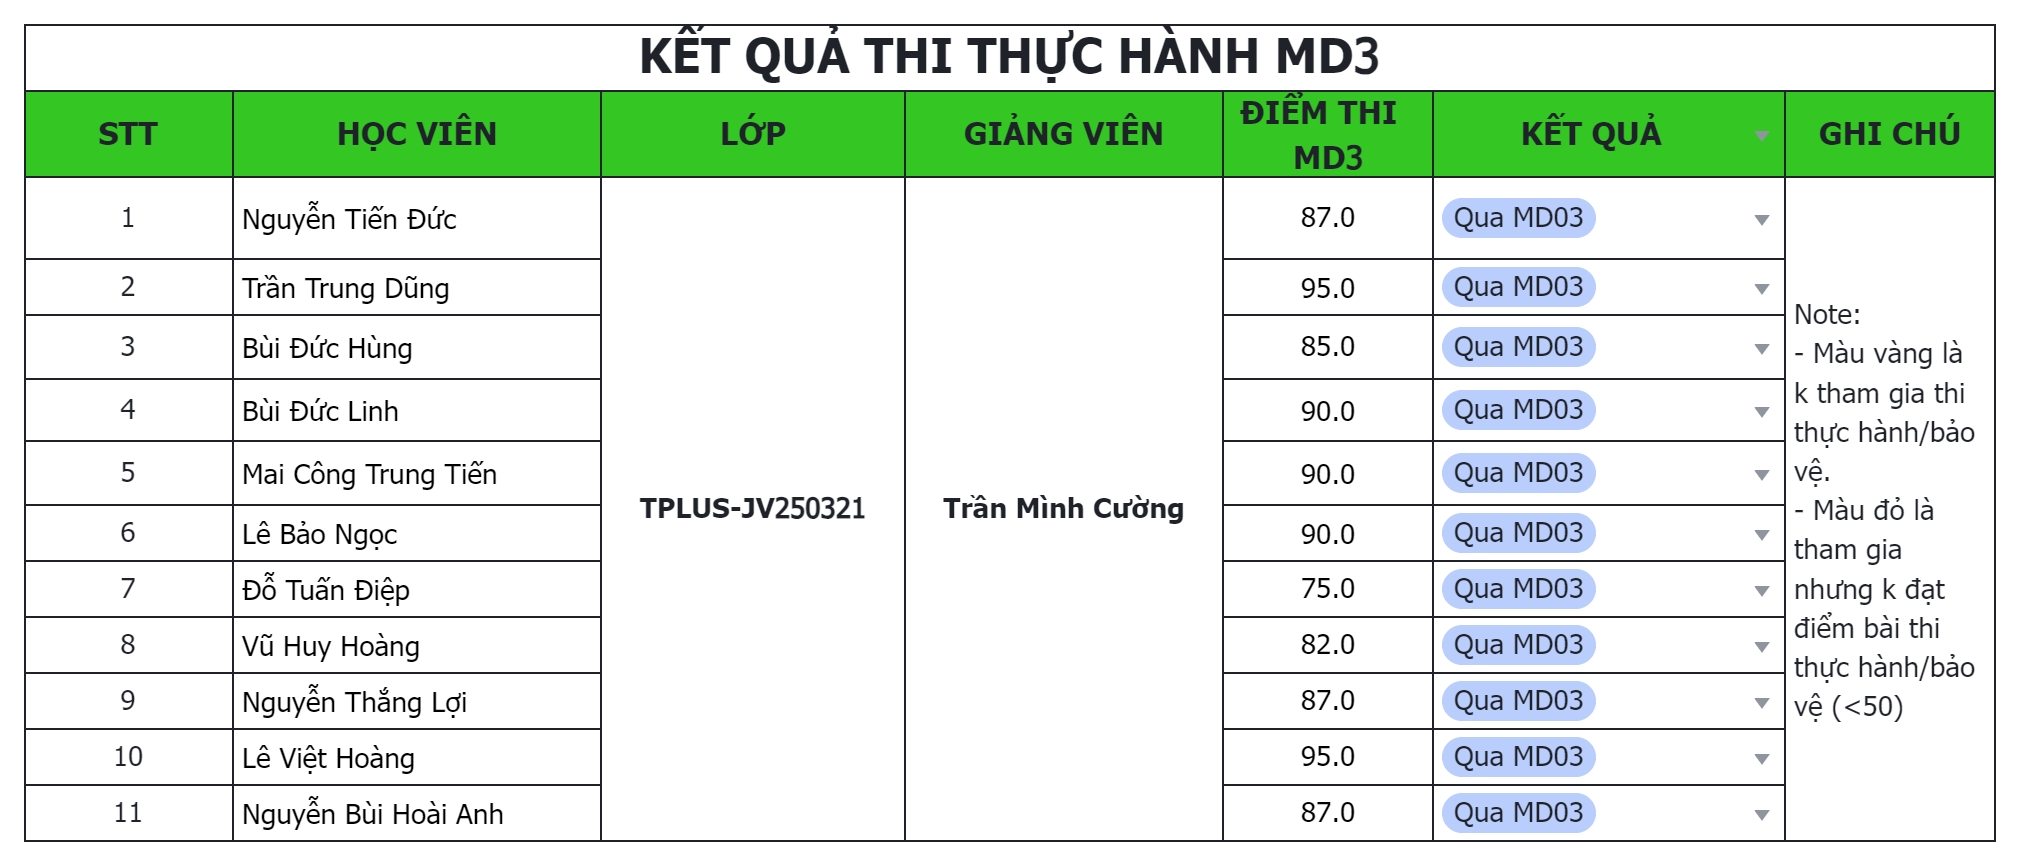 KẾT QUẢ THI THỰC HÀNH MD3
STT HỌC VIÊN LỚP GIẢNG VIÊN ĐIỂM THI MD3 KẾT QUẢ GHI CHÚ
1 Nguyễn Tiến Đức 87.0 Qua MD03
2 Trần Trung Dũng 95.0 Qua MD03
3 Bùi Đức Hùng 85.0 Qua MD03
4 Bùi Đức Linh 90.0 Qua MD03
5 Mai Công Trung Tiến 90.0 Qua MD03
6 Lê Bảo Ngọc 90.0 Qua MD03
7 Đỗ Tuấn Điệp 75.0 Qua MD03
8 Vũ Huy Hoàng 82.0 Qua MD03
9 Nguyễn Thắng Lợi 87.0 Qua MD03
10 Lê Việt Hoàng 95.0 Qua MD03
11 Nguyễn Bùi Hoài Anh 87.0 Qua MD03
TPLUS-JV250321
Trần Mình Cường
Note:
- Màu vàng là
k tham gia thi
thực hành/bảo
vệ.
- Màu đỏ là
tham gia
nhưng k đạt
điểm bài thi
thực hành/bảo
vệ (<50)